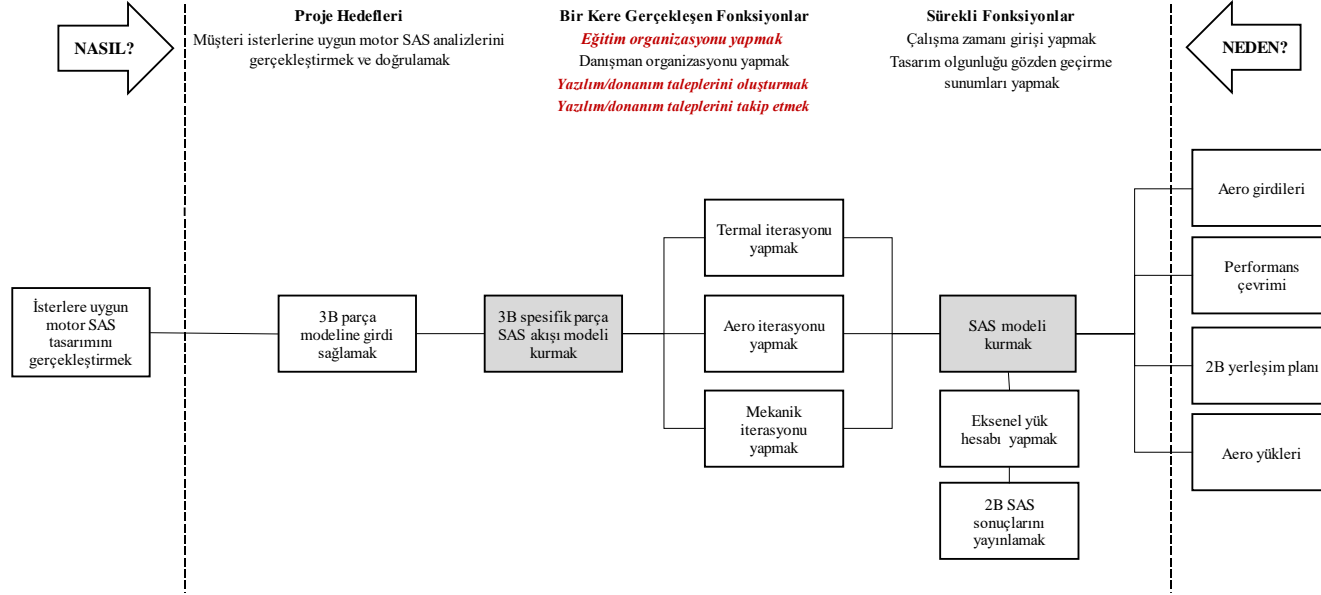 NASIL?
Proje Hedefleri
Müşteri isterlerine uygun motor SAS analizlerini
gerçekleştirmek ve doğrulamak
Bir Kere Gerçekleşen Fonksiyonlar
Eğitim organizasyonu yapmak
Danışman organizasyonu yapmak
Yazılım/donanım taleplerini oluşturmak
Yazılım/donanım taleplerini takip etmek
Sürekli Fonksiyonlar
Çalışma zamanı girişi yapmak
Tasarım olgunluğu gözden geçirme
sunumları yapmak
NEDEN?
İsterlere uygun
motor SAS
tasarımını
gerçekleştirmek
3B parça
modeline girdi
sağlamak
3B spesifik parça
SAS akışı modeli
kurmak
Termal iterasyonu
yapmak
Aero iterasyonu
yapmak
Mekanik
iterasyonu
yapmak
SAS modeli
kurmak
Eksenel yük
hesabı yapmak
2B SAS
sonuçlarını
yayınlamak
Aero girdileri
Performans
çevrimi
2B yerleşim planı
Aero yükleri